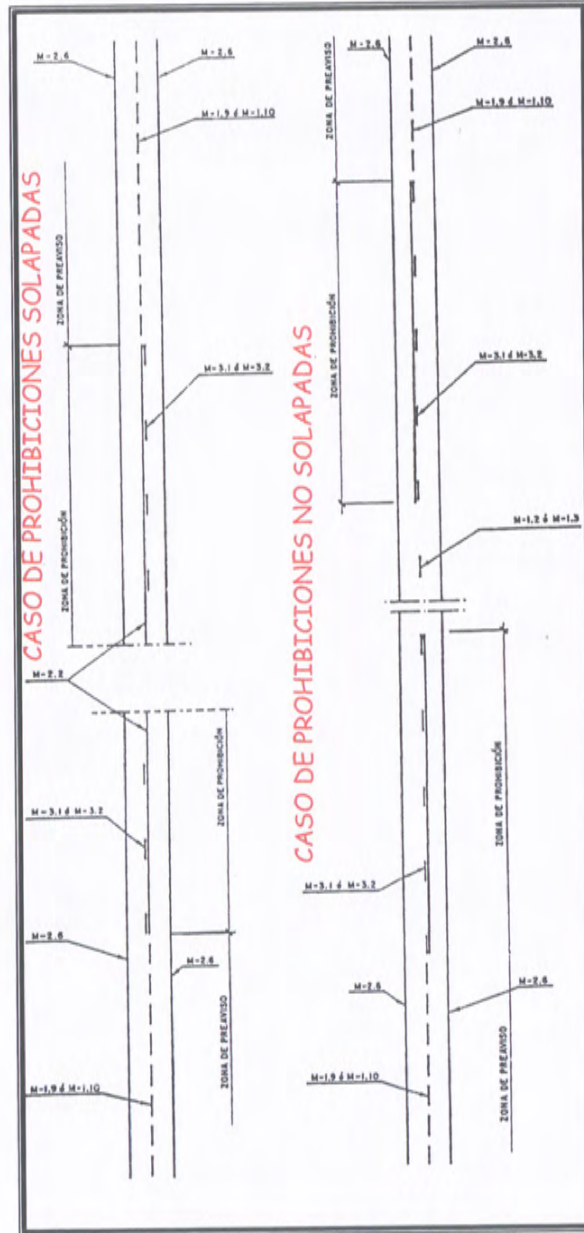 CASO DE PROHIBICIONES SOLAPADAS
M-2.6
M-2.6
M-1.9 ó M-1.10
ZONA DE PREAVISO
M-3.1 ó M-3.2
ZONA DE PROHIBICIÓN
M-2.2
ZONA DE PROHIBICIÓN
M-3.1 ó M-3.2
M-2.6
M-2.6
ZONA DE PREAVISO
M-1.9 ó M-1.10
CASO DE PROHIBICIONES NO SOLAPADAS
M-2.6
M-2.6
ZONA DE PREAVISO
M-1.9 ó M-1.10
ZONA DE PROHIBICIÓN
M-3.1 ó M-3.2
M-1.2 ó M-1.3
ZONA DE PROHIBICIÓN
M-3.1 ó M-3.2
M-2.6
M-2.6
ZONA DE PREAVISO
M-1.9 ó M-1.10